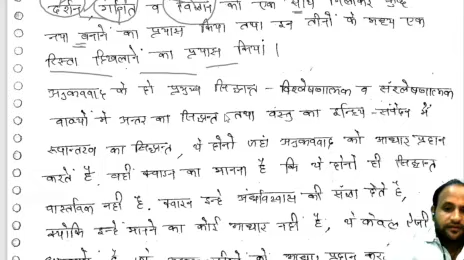 दर्शन, गणित व विज्ञान को एक साथ मिलाकर कुछ
नया बनाने का प्रयास किया तथा इन तीनों के मध्य एक
रिश्ता दिखलाने का प्रयास किया।
अनुभववाद के दो प्रमुख सिद्धान्त - विश्लेषणात्मक व संश्लेषणात्मक
वाक्यों में अन्तर का सिद्धान्त तथा वस्तु का इन्द्रिय-संवेदन में
रूपान्तरण का सिद्धान्त, ये दोनों जहां अनुभववाद को आधार प्रदान
करते हैं. वहीं क्वाइन का मानना है कि ये दोनों ही सिद्धान्त
वास्तविक नहीं है. क्वाइन इन्हें अंधविश्वास की संज्ञा देते हैं,
क्योंकि इन्हें मानने का कोई आधार नहीं है, ये केवल
को प्रदान